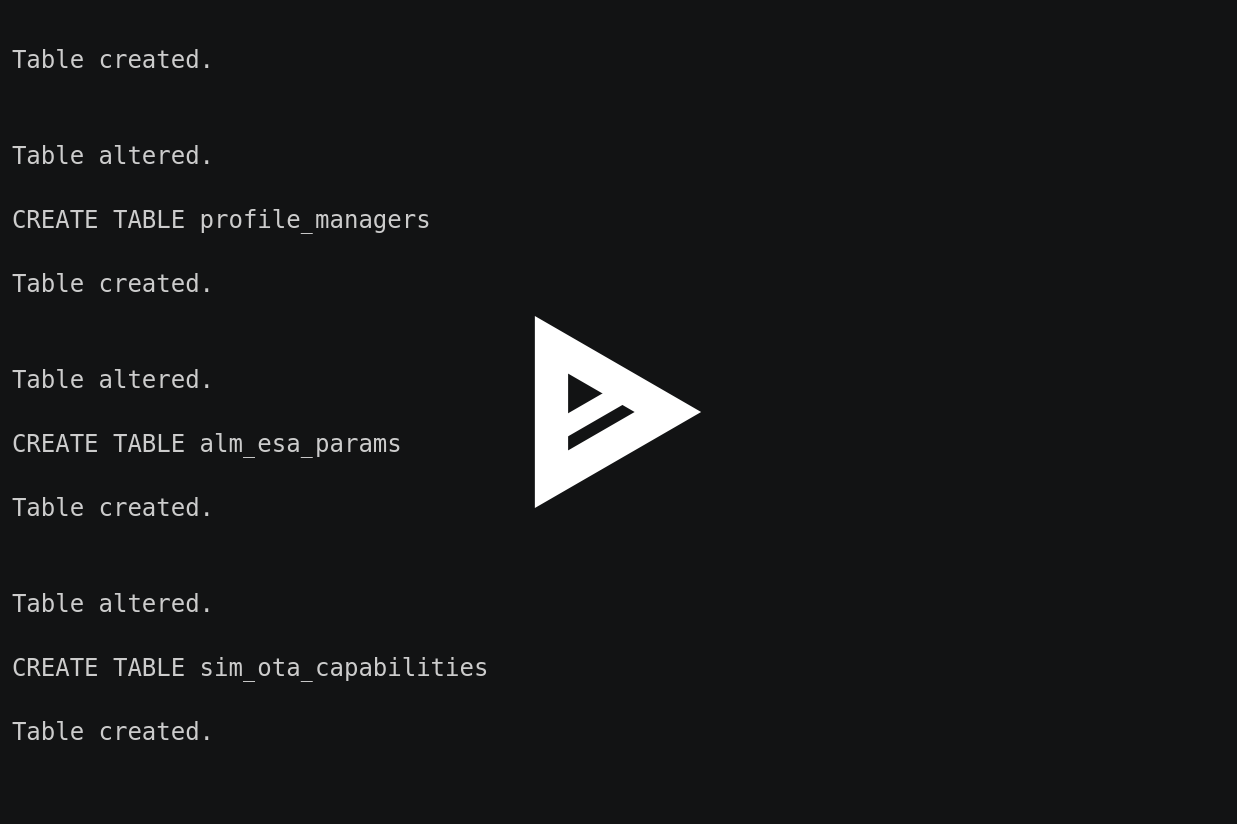 Table created.
Table altered.
CREATE TABLE profile_managers
Table created.
Table altered.
CREATE TABLE alm_esa_params
Table created.
Table altered.
CREATE TABLE sim_ota_capabilities
Table created.